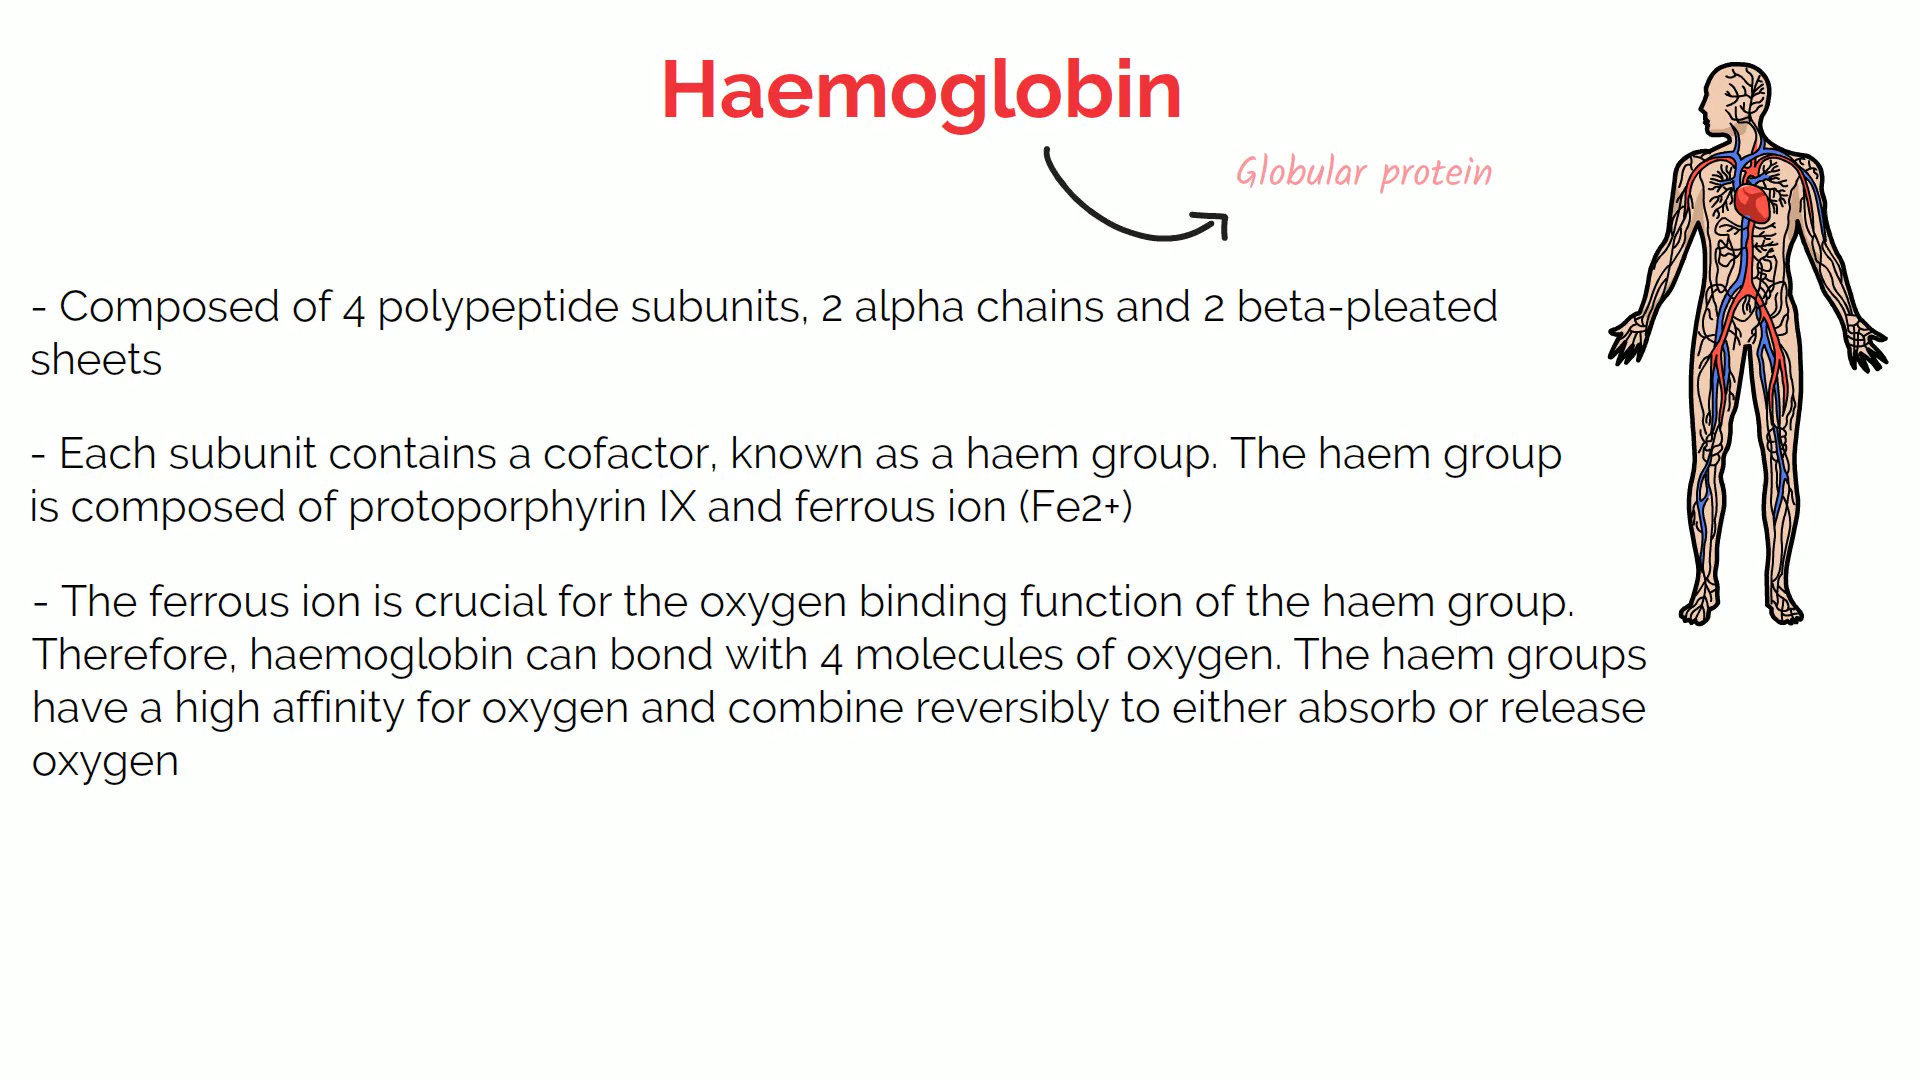 Haemoglobin
Globular protein
- Composed of 4 polypeptide subunits, 2 alpha chains and 2 beta-pleated
sheets
- Each subunit contains a cofactor, known as a haem group. The haem group
is composed of protoporphyrin IX and ferrous ion (Fe2+)
- The ferrous ion is crucial for the oxygen binding function of the haem group.
Therefore, haemoglobin can bond with 4 molecules of oxygen. The haem groups
have a high affinity for oxygen and combine reversibly to either absorb or release
oxygen